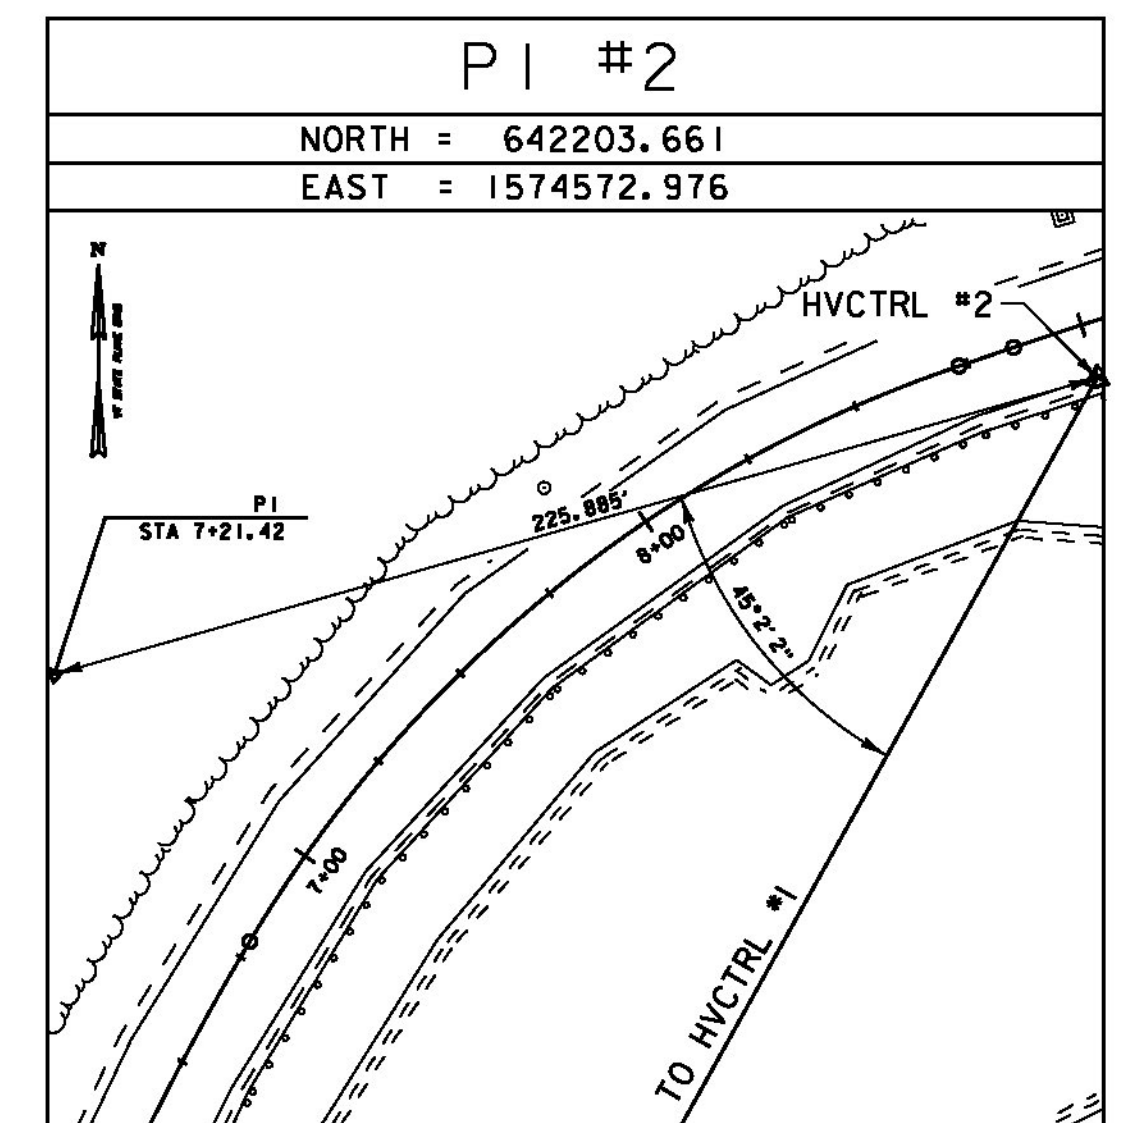 PI #2
NORTH = 642203.661
EAST = 1574572.976
N
HVCTRL #2
PI
STA 7+21.42
225.885'
8+00
45°2' 2"
7+00
TO HVCTRL #1